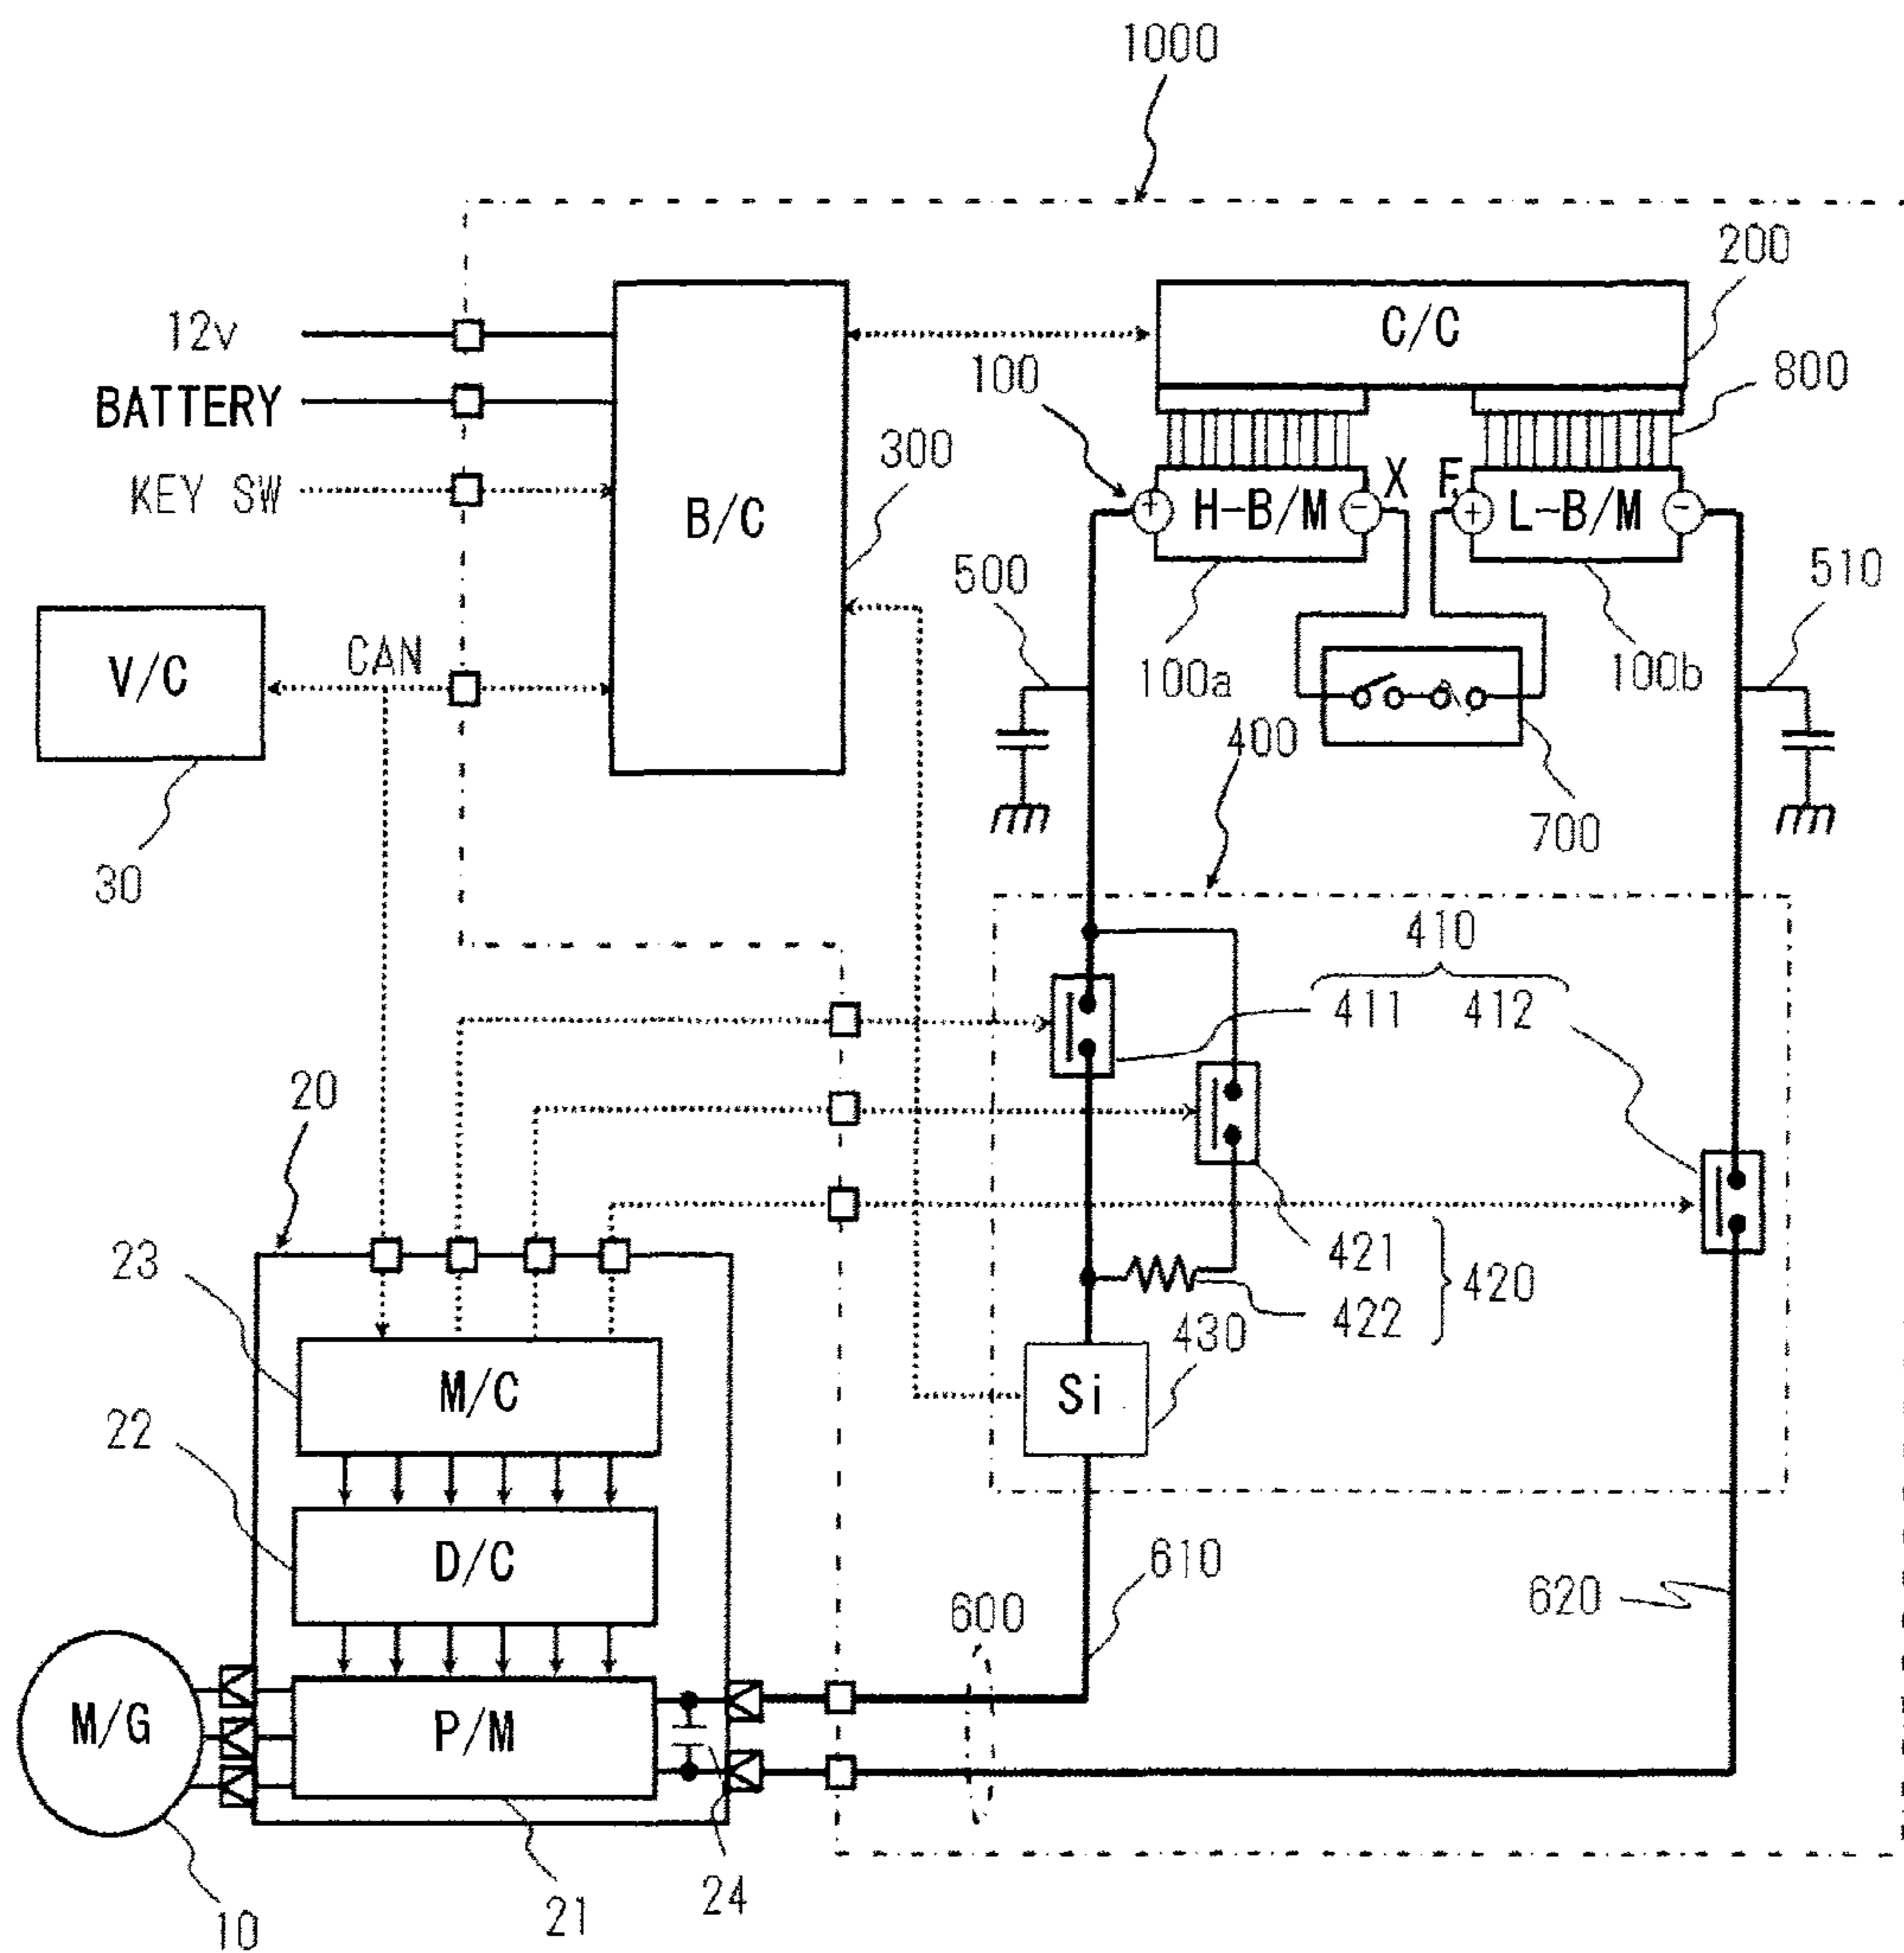 1000
200
12v
C/C
100
800
BATTERY
300
KEY SW
B/C
+ H-B/M - X F + L-B/M -
500
510
V/C
CAN
100a
100b
400
700
30
410
411 412
20
23
421
422
420
430
M/C
Si
22
D/C
610
600
620
M/G
P/M
24
21
10